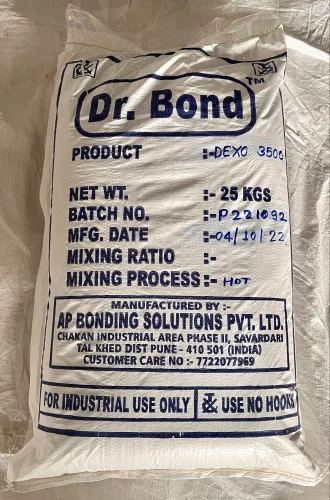 Dr. Bond TM
PRODUCT :- DEXO 3500
NET WT. :- 25 KGS
BATCH NO. :- P221092
MFG. DATE :- 04/10/22
MIXING RATIO :-
MIXING PROCESS :- HOT
MANUFACTURED BY :-
AP BONDING SOLUTIONS PVT. LTD.
CHAKAN INDUSTRIAL AREA PHASE II, SAVARDARI
TAL KHED DIST PUNE - 410 501 (INDIA)
CUSTOMER CARE NO :- 7722077969
FOR INDUSTRIAL USE ONLY & USE NO HOOKS